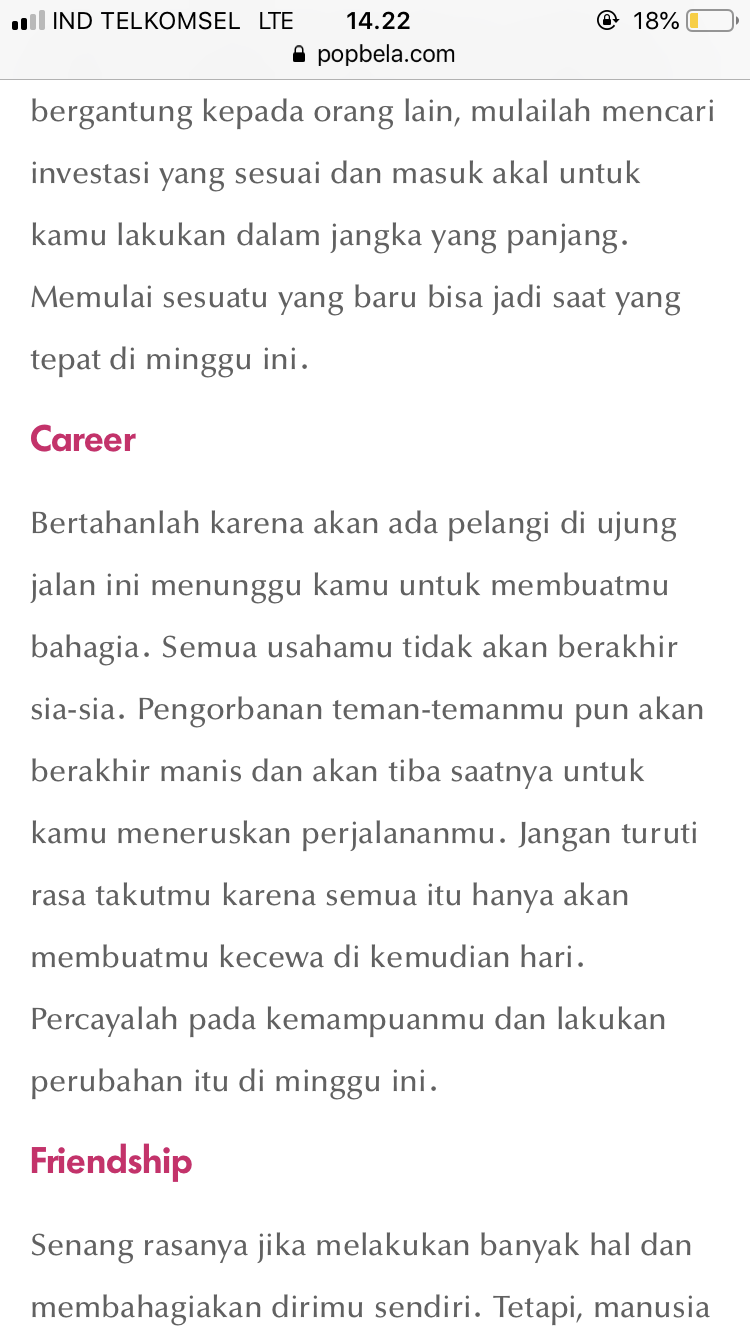 IND TELKOMSEL LTE 14.22 18%
popbela.com
bergantung kepada orang lain, mulailah mencari
investasi yang sesuai dan masuk akal untuk
kamu lakukan dalam jangka yang panjang.
Memulai sesuatu yang baru bisa jadi saat yang
tepat di minggu ini.
Career
Bertahanlah karena akan ada pelangi di ujung
jalan ini menunggu kamu untuk membuatmu
bahagia. Semua usahamu tidak akan berakhir
sia-sia. Pengorbanan teman-temanmu pun akan
berakhir manis dan akan tiba saatnya untuk
kamu meneruskan perjalananmu. Jangan turuti
rasa takutmu karena semua itu hanya akan
membuatmu kecewa di kemudian hari.
Percayalah pada kemampuanmu dan lakukan
perubahan itu di minggu ini.
Friendship
Senang rasanya jika melakukan banyak hal dan
membahagiakan dirimu sendiri. Tetapi, manusia